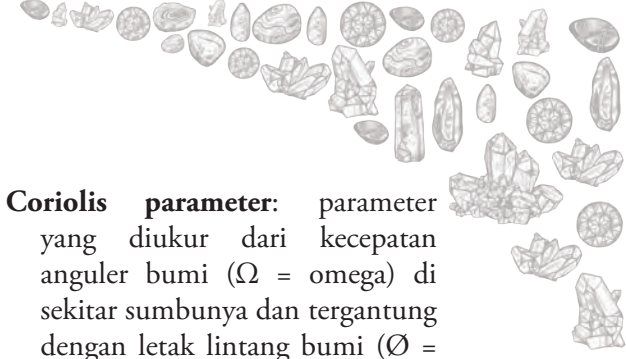 Coriolis parameter: parameter
yang diukur dari kecepatan
anguler bumi (Ω = omega) di
sekitar sumbunya dan tergantung
dengan letak lintang bumi (Ø =